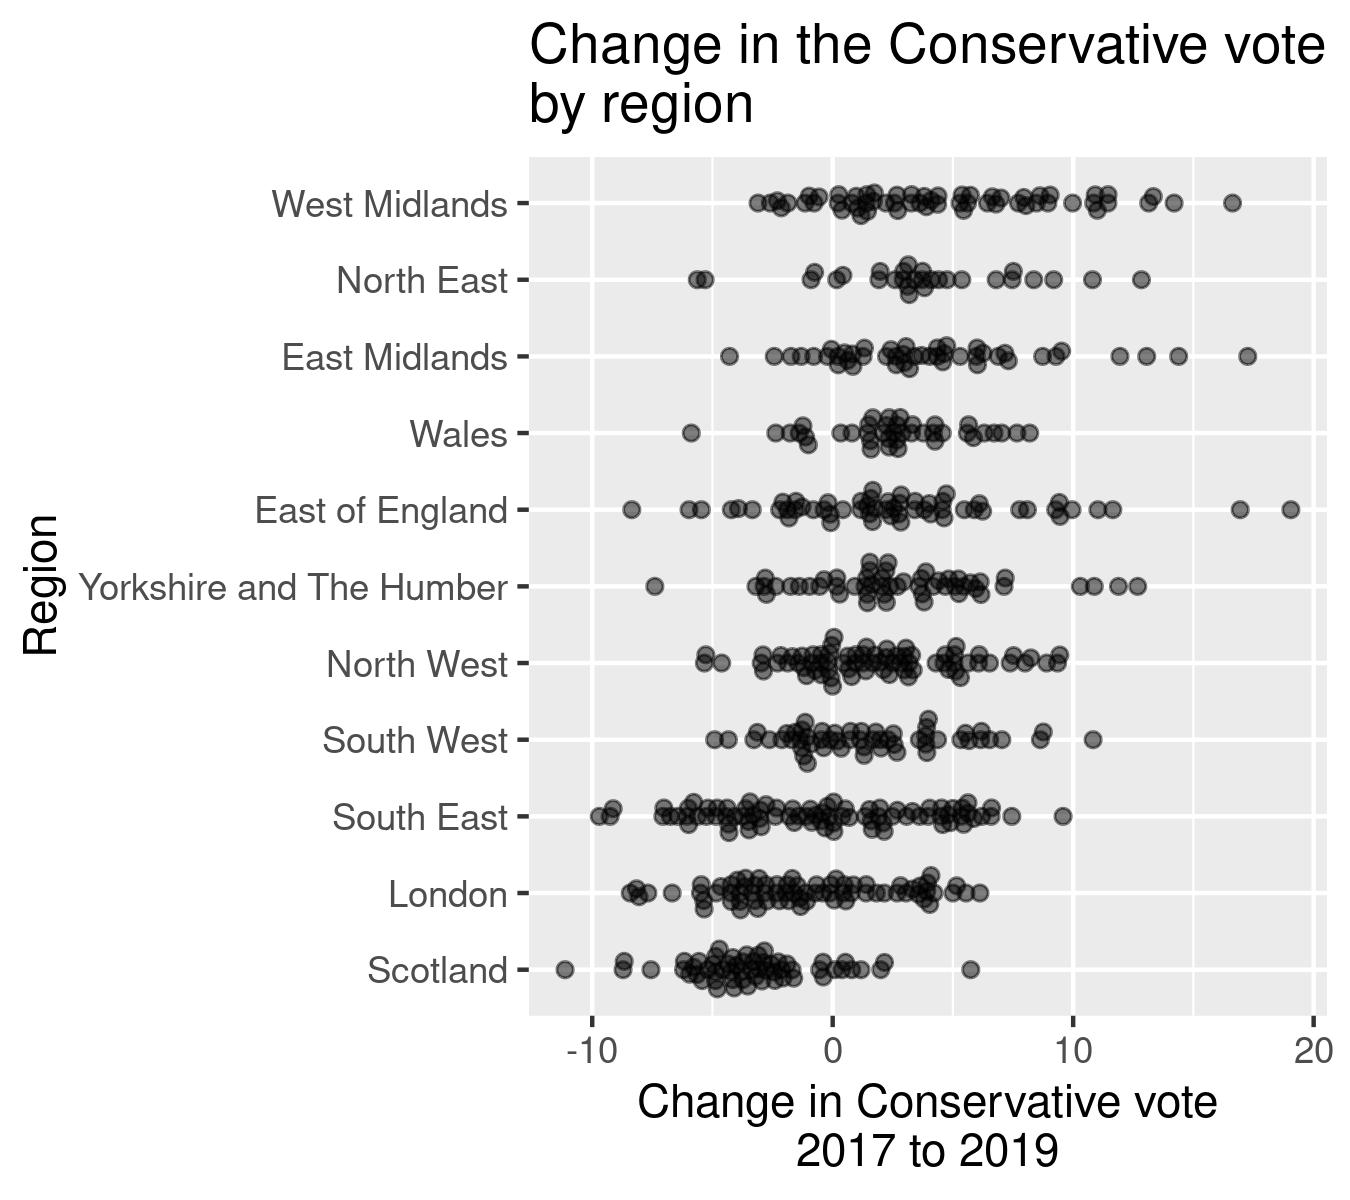 Change in the Conservative vote
by region
West Midlands
North East
East Midlands
Wales
East of England
Yorkshire and The Humber
North West
South West
South East
London
Scotland
Region
-10 0 10 20
Change in Conservative vote
2017 to 2019